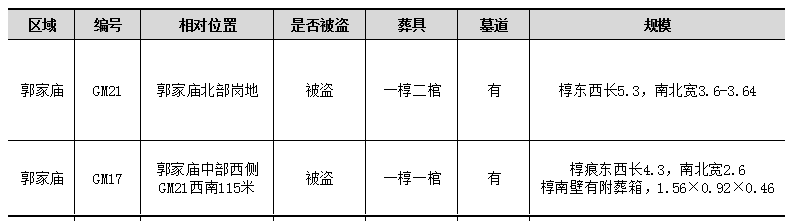 区域 编号 相对位置 是否被盗 葬具 墓道 规模
郭家庙 GM21 郭家庙北部岗地 被盗 一椁二棺 有 椁东西长5.3，南北宽3.6-3.64
郭家庙 GM17 郭家庙中部西侧 被盗 一椁一棺 有 椁痕东西长4.3，南北宽2.6
GM21西南115米 椁南壁有附葬箱，1.56×0.92×0.46